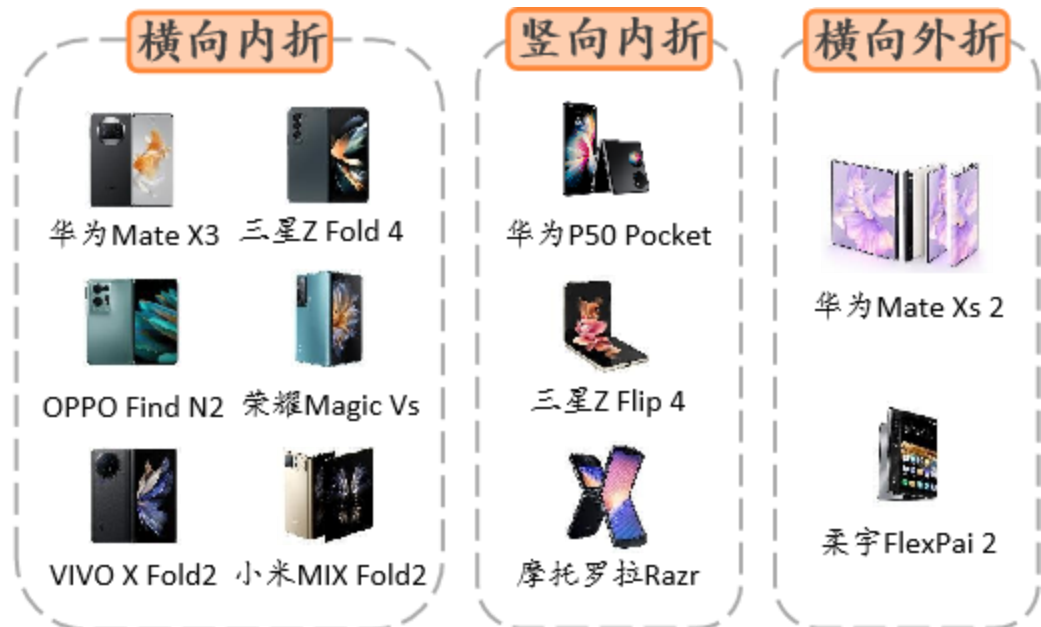 横向内折
竖向内折
横向外折
华为Mate X3
三星Z Fold 4
OPPO Find N2
荣耀Magic Vs
VIVO X Fold2
小米MIX Fold2
华为P50 Pocket
三星Z Flip 4
摩托罗拉Razr
华为Mate Xs 2
柔宇FlexPai 2